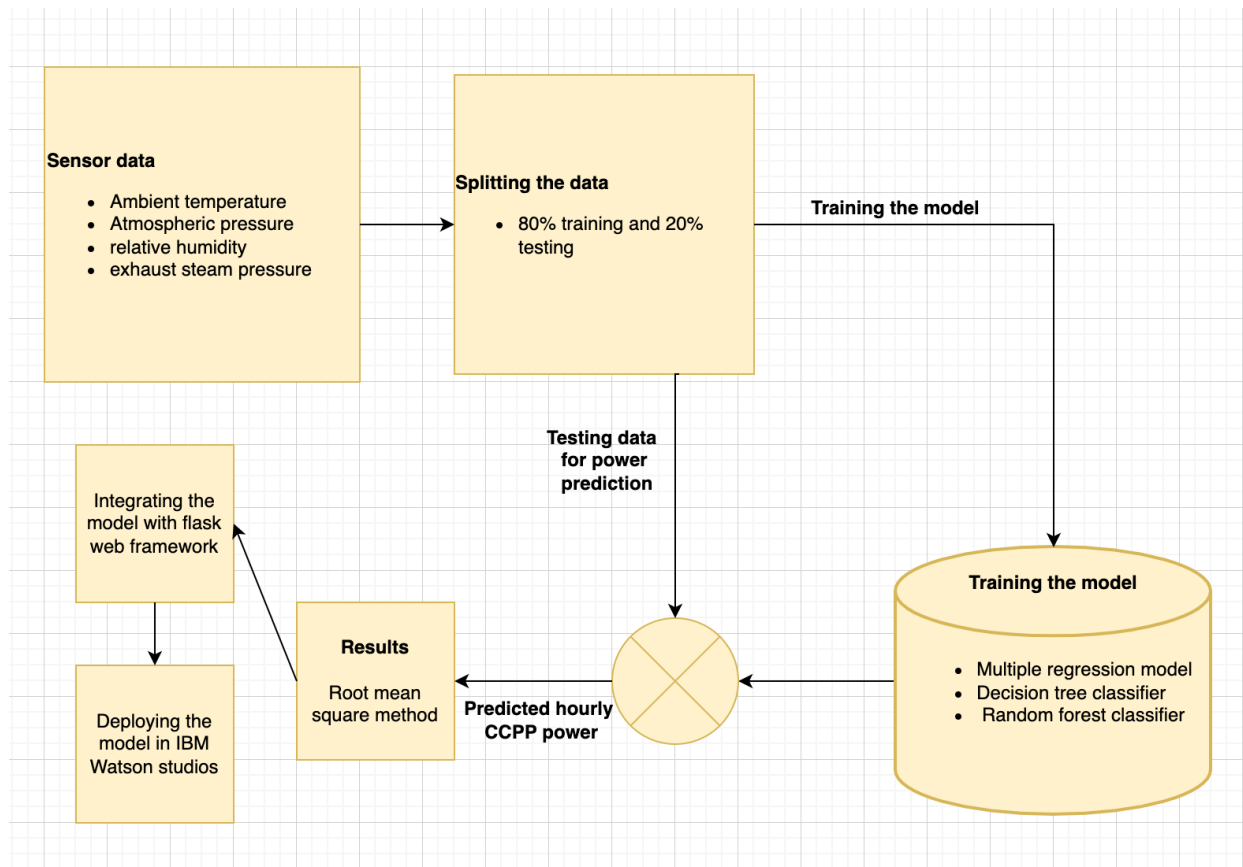 Sensor data
Ambient temperature
Atmospheric pressure
relative humidity
exhaust steam pressure
Splitting the data
80% training and 20%
testing
Training the model
Testing data
for power
prediction
Training the model
Multiple regression model
Decision tree classifier
Random forest classifier
Predicted hourly
CCPP power
Results
Root mean
square method
Integrating the
model with flask
web framework
Deploying the
model in IBM
Watson studios